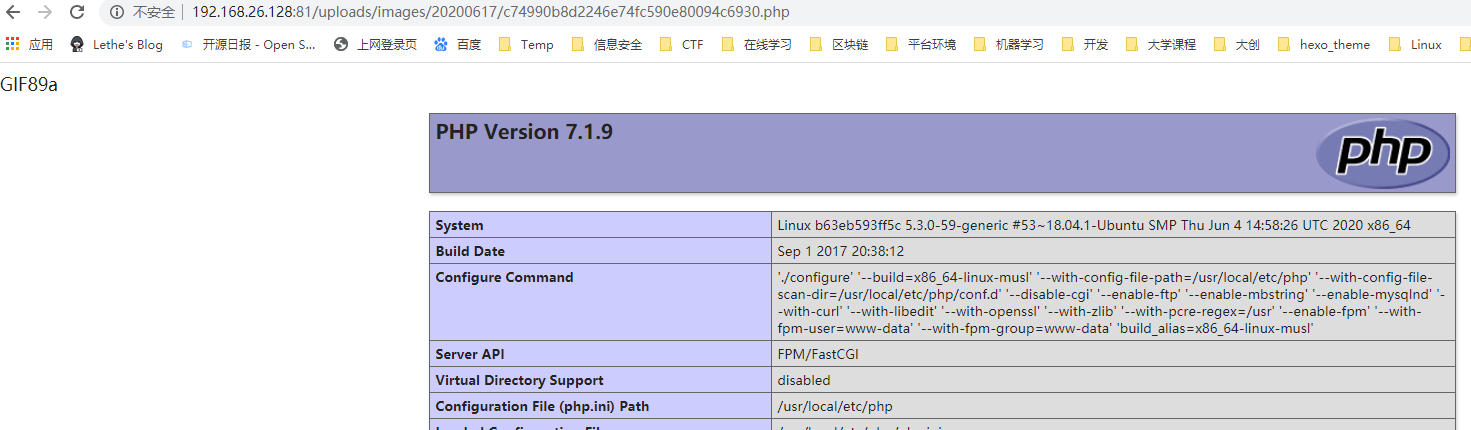 不安全 | 192.168.26.128:81/uploads/images/20200617/c74990b8d2246e74fc590e80094c6930.php
应用 Lethe's Blog 开源日报 - Open S... 上网登录页 百度 Temp 信息安全 CTF 在线学习 区块链 平台环境 机器学习 开发 大学课程 大创 hexo_theme Linux
GIF89a
PHP Version 7.1.9
php
System Linux b63eb593ff5c 5.3.0-59-generic #53~18.04.1-Ubuntu SMP Thu Jun 4 14:58:26 UTC 2020 x86_64
Build Date Sep 1 2017 20:38:12
Configure Command './configure' '--build=x86_64-linux-musl' '--with-config-file-path=/usr/local/etc/php' '--with-config-file-
scan-dir=/usr/local/etc/php/conf.d' '--disable-cgi' '--enable-ftp' '--enable-mbstring' '--enable-mysqlnd' '-
-with-curl' '--with-libedit' '--with-openssl' '--with-zlib' '--with-pcre-regex=/usr' '--enable-fpm' '--with-
fpm-user=www-data' '--with-fpm-group=www-data' 'build_alias=x86_64-linux-musl'
Server API FPM/FastCGI
Virtual Directory Support disabled
Configuration File (php.ini) Path /usr/local/etc/php